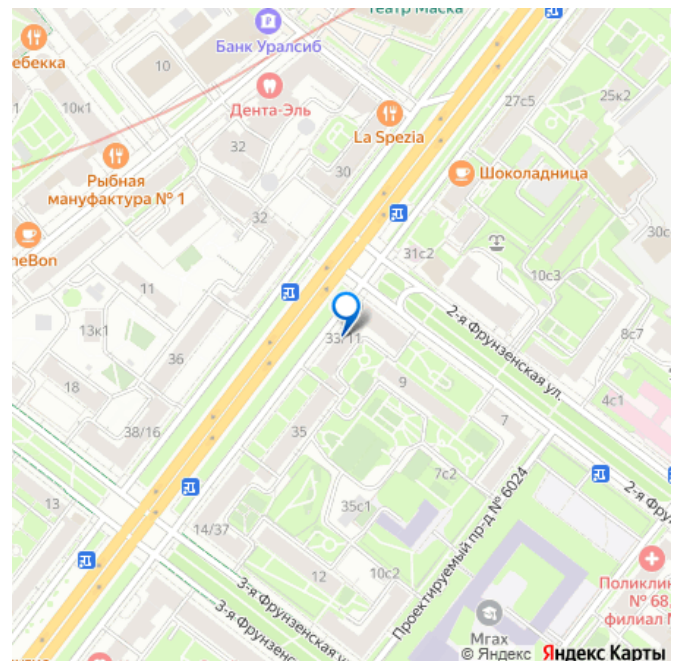 Театр Маска
Банк Уралсиб
ебекка
10
10к1
Дента-Эль
27с5
25к2
La Spezia
32
Рыбная
мануфактура № 1
30
Шоколадница
32
31с2
30с
neBon
11
10с3
2-я Фрунзенская ул.
13к1
33/11
8с7
36
9
18
4с1
7
38/16
35
7с2
2-я Фру
13
35с1
Проектируемый пр-д № 6024
14/37
12
10с2
3-я Фрунзенская ул.
3-я Фрунзенс
Поликлин
№ 68,
филиал №
Мгах
© Яндекс Яндекс Карты